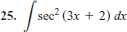 25. ∫ sec² (3x + 2) dx